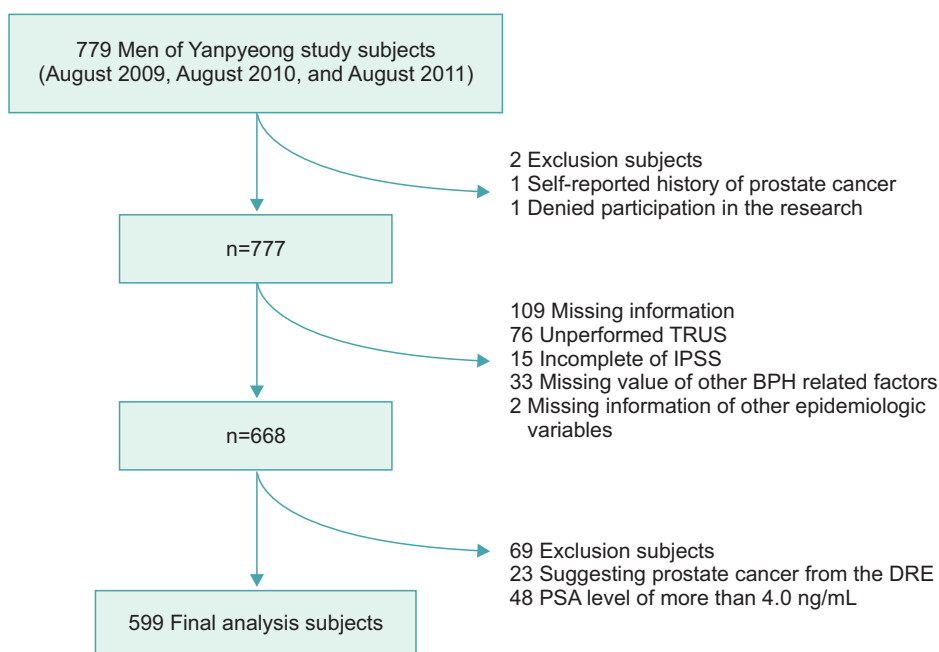 779 Men of Yanpyeong study subjects
(August 2009, August 2010, and August 2011)
2 Exclusion subjects
1 Self-reported history of prostate cancer
1 Denied participation in the research
n=777
109 Missing information
76 Unperformed TRUS
15 Incomplete of IPSS
33 Missing value of other BPH related factors
2 Missing information of other epidemiologic
variables
n=668
69 Exclusion subjects
23 Suggesting prostate cancer from the DRE
48 PSA level of more than 4.0 ng/mL
599 Final analysis subjects